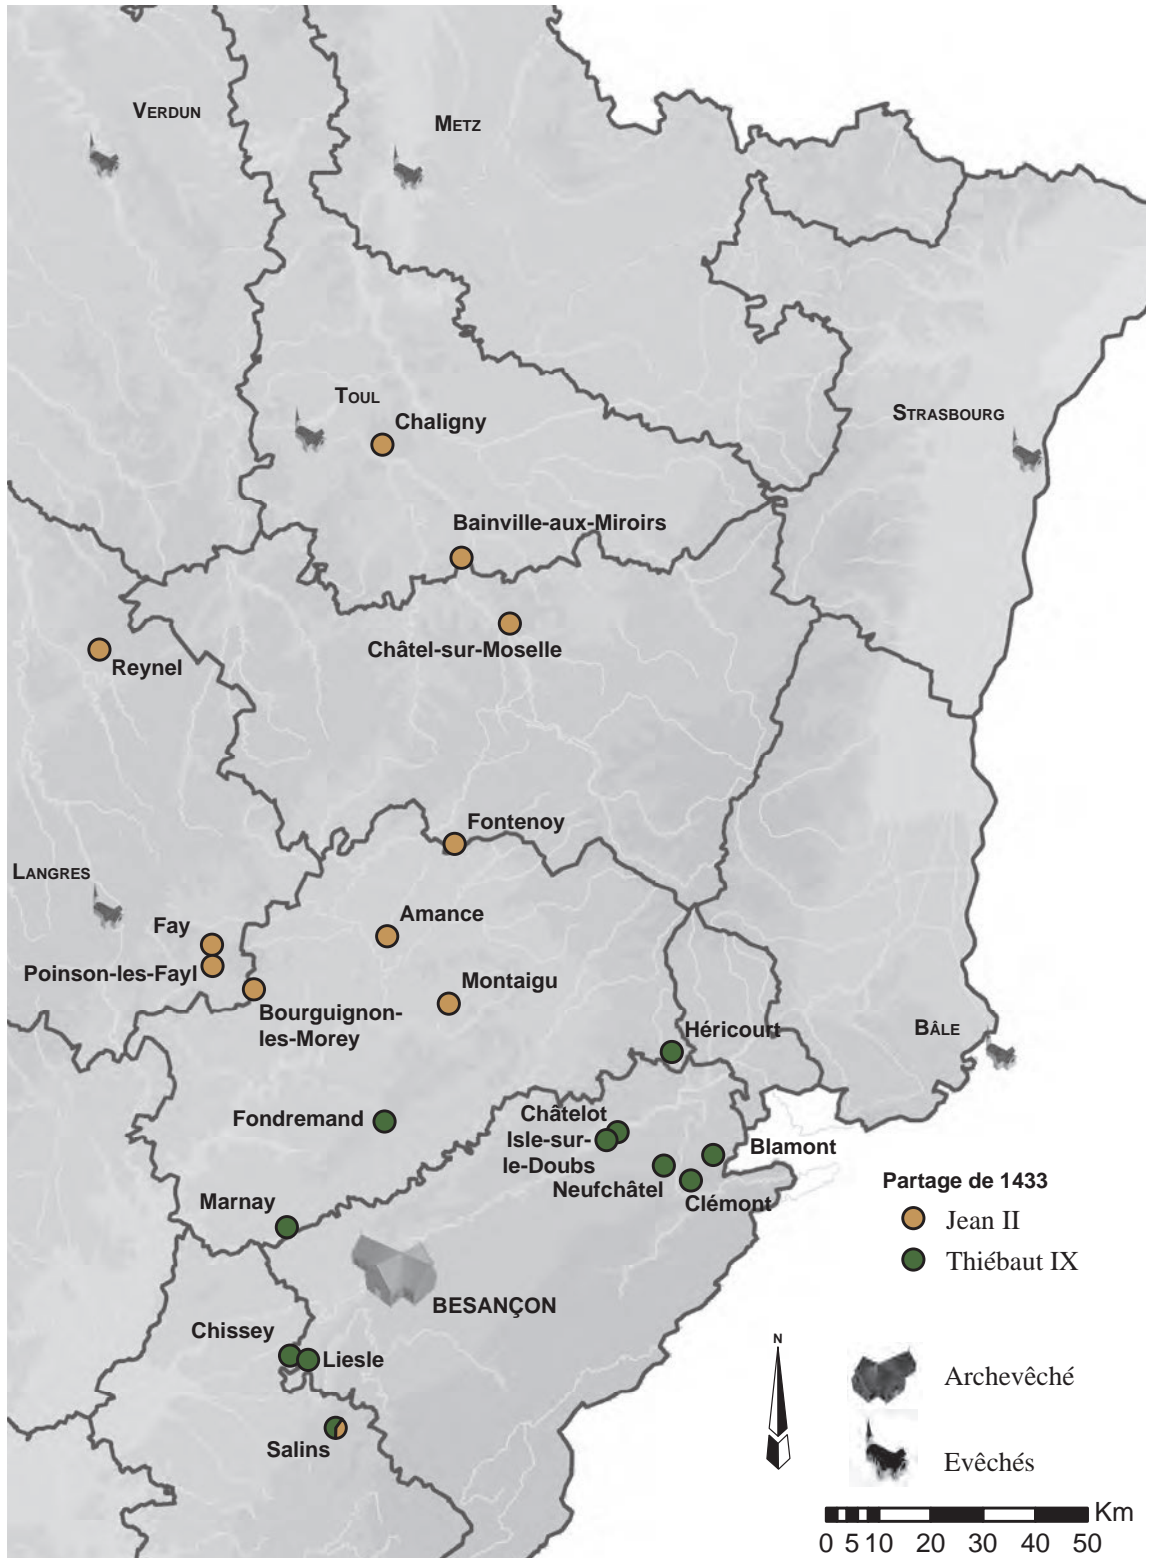 VERDUN
METZ
TOUL
Chaligny
STRASBOURG
Bainville-aux-Miroirs
Châtel-sur-Moselle
Reynel
Fontenoy
LANGRES
Amance
Fay
Poinson-les-Fayl
Montaigu
Bourguignon-
les-Morey
BÂLE
Héricourt
Fondremand
Châtelot
Isle-sur-
le-Doubs
Blamont
Neufchâtel
Clémont
Marnay
Partage de 1433
Jean II
Thiébaut IX
BESANÇON
Chissey
Liesle
Salins
N
Archevêché
Evêchés
Km
0 5 10 20 30 40 50